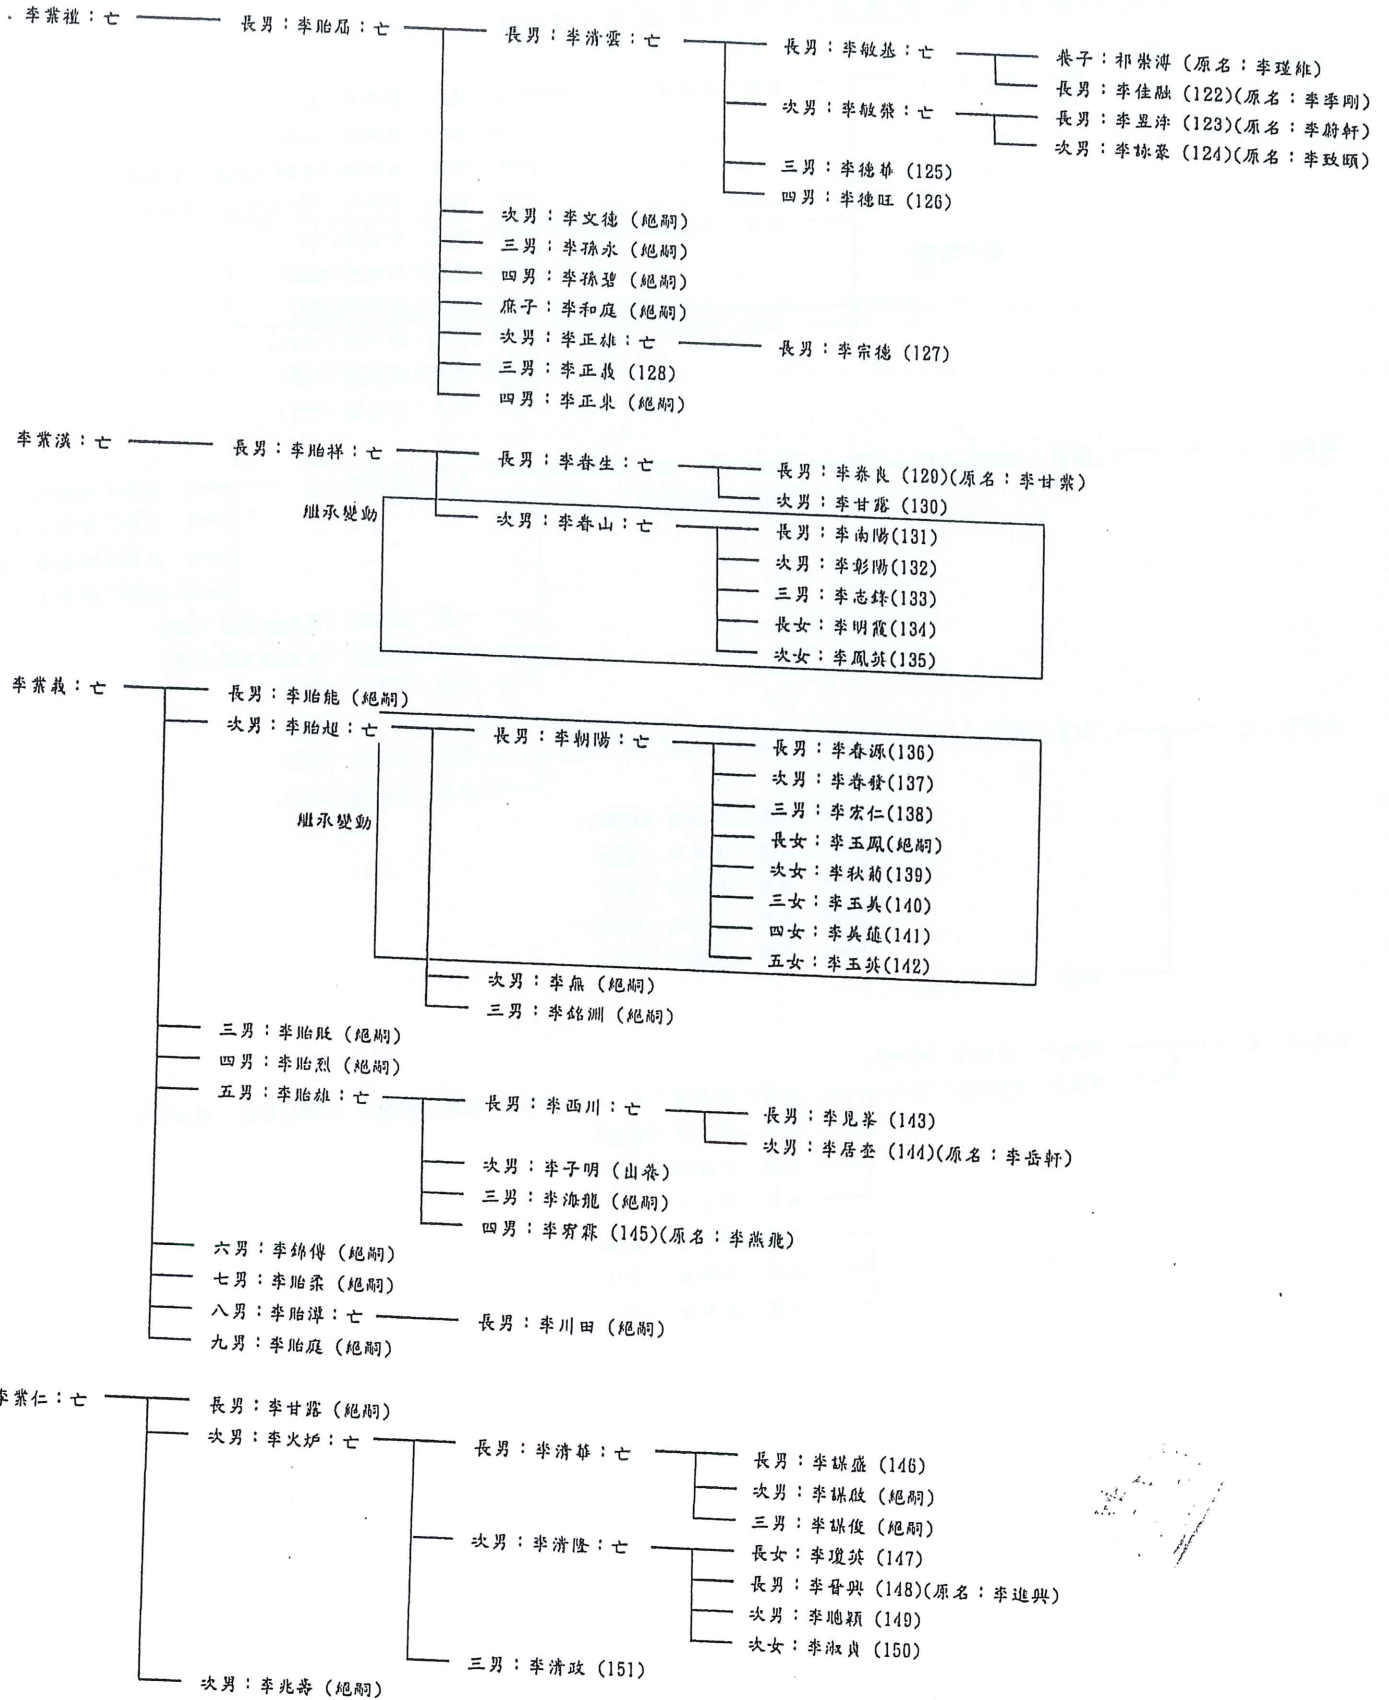 李業禮：亡
長男：李貽屆：亡
長男：李清雲：亡
長男：李敏基：亡
養子：祁崇溥（原名：李瑾維）
長男：李佳融（122)(原名：李季剛）
次男：李敏榮：亡
長男：李昱洋（123)(原名：李蔚軒）
次男：李詠豪（124)(原名：李致頤）
三男：李德華（125）
四男：李德旺（126）
次男：李文德（絕嗣）
三男：李孫永（絕嗣）
四男：李孫碧（絕嗣）
庶子：李和庭（絕嗣）
次男：李正雄：亡
長男：李宗德（127）
三男：李正義（128）
四男：李正東（絕嗣）
李業漢：亡
長男：李貽祥：亡
長男：李春生：亡
長男：李泰良（129)(原名：李甘棠）
次男：李甘露（130）
繼承變動
次男：李春山：亡
長男：李南陽(131)
次男：李彰陽(132)
三男：李志鋒(133)
長女：李明霞(134)
次女：李鳳英(135)
李業義：亡
長男：李貽能（絕嗣）
次男：李貽超：亡
長男：李朝陽：亡
長男：李春源(136)
次男：李春發(137)
三男：李宏仁(138)
長女：李玉鳳(絕嗣)
次女：李秋菊(139)
三女：李玉美(140)
四女：李美蓮(141)
五女：李玉英(142)
繼承變動
次男：李無（絕嗣）
三男：李銘洲（絕嗣）
三男：李貽旺（絕嗣）
四男：李貽烈（絕嗣）
五男：李貽雄：亡
長男：李西川：亡
長男：李見峯（143）
次男：李居奎（144)(原名：李岳軒）
次男：李子明（出養）
三男：李海龍（絕嗣）
四男：李宥霖（145)(原名：李燕飛）
六男：李錦傳（絕嗣）
七男：李貽柔（絕嗣）
八男：李貽潭：亡
長男：李川田（絕嗣）
九男：李貽庭（絕嗣）
李業仁：亡
長男：李甘露（絕嗣）
次男：李火炉：亡
長男：李清華：亡
長男：李謀盛（146）
次男：李謀啟（絕嗣）
三男：李謀俊（絕嗣）
次男：李清隆：亡
長女：李瓊英（147）
長男：李晉興（148)(原名：李進興）
次男：李聰穎（149）
次女：李淑貞（150）
三男：李清政（151）
次男：李兆壽（絕嗣）